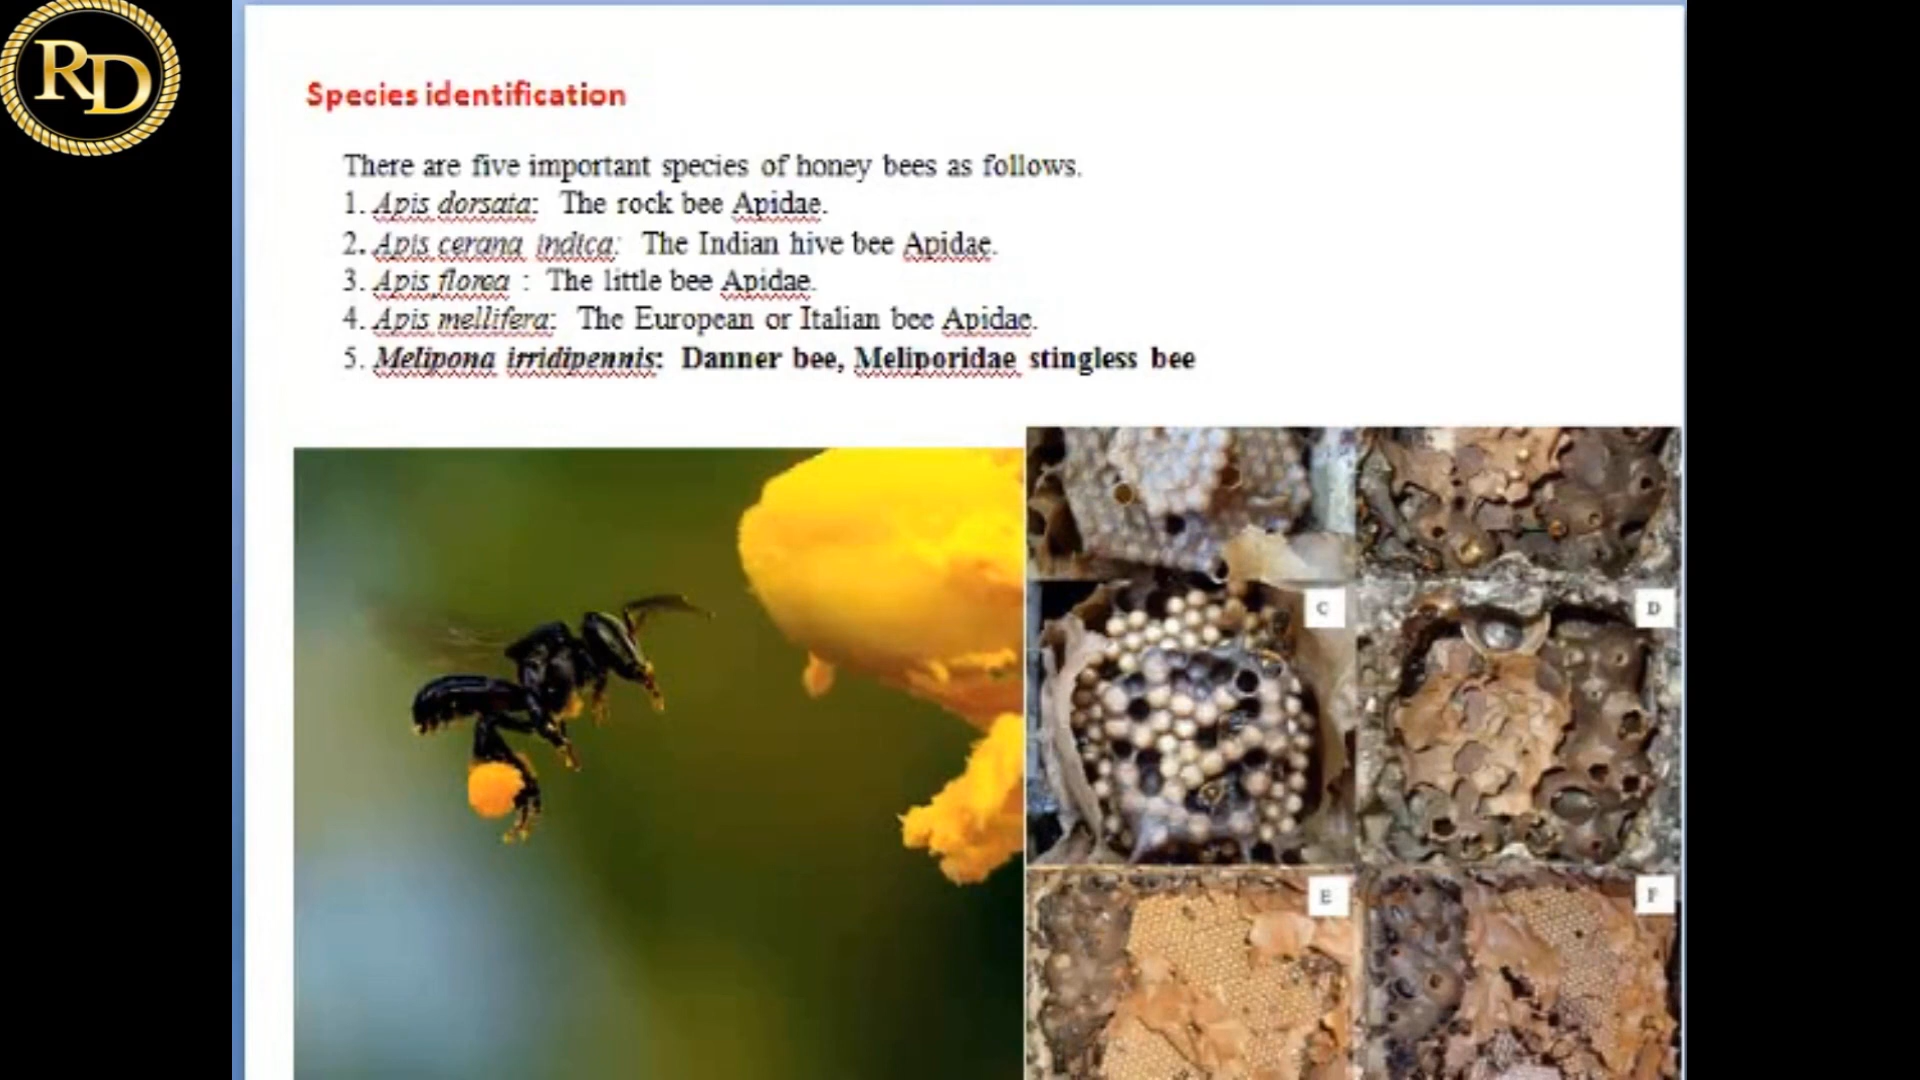 RD
Species identification
There are five important species of honey bees as follows.
1. Apis dorsata: The rock bee Apidae.
2. Apis cerana indica: The Indian hive bee Apidae.
3. Apis florea : The little bee Apidae.
4. Apis mellifera: The European or Italian bee Apidae.
5. Melipona irridipennis: Danner bee, Meliporidae stingless bee
C
D
E
F